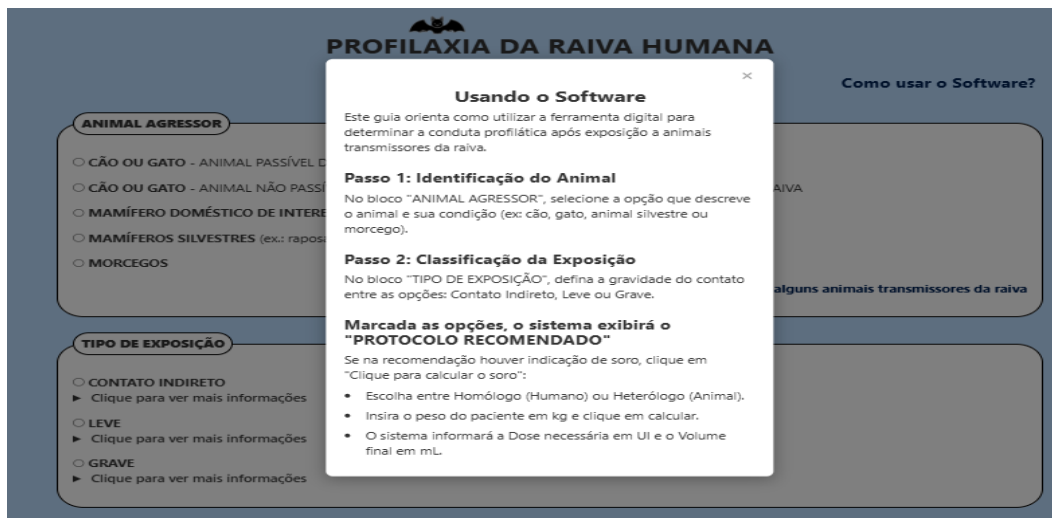 PROFILAXIA DA RAIVA HUMANA
Como usar o Software?
ANIMAL AGRESSOR
CÃO OU GATO - ANIMAL PASSÍVEL
CÃO OU GATO - ANIMAL NÃO
MAMÍFERO DOMÉSTICO DE
MAMÍFEROS SILVESTRES (ex.:
MORCEGOS
alguns animais transmissores da raiva
TIPO DE EXPOSIÇÃO
CONTATO INDIRETO
► Clique para ver mais informações
LEVE
► Clique para ver mais informações
GRAVE
► Clique para ver mais informações
×
Usando o Software
Este guia orienta como utilizar a ferramenta digital para
determinar a conduta profilática após exposição a animais
transmissores da raiva.
Passo 1: Identificação do Animal
No bloco "ANIMAL AGRESSOR", selecione a opção que descreve
o animal e sua condição (ex: cão, gato, animal silvestre ou
morcego).
Passo 2: Classificação da Exposição
No bloco "TIPO DE EXPOSIÇÃO", defina a gravidade do contato
entre as opções: Contato Indireto, Leve ou Grave.
Marcada as opções, o sistema exibirá o
"PROTOCOLO RECOMENDADO"
Se na recomendação houver indicação de soro, clique em
"Clique para calcular o soro":
• Escolha entre Homólogo (Humano) ou Heterólogo (Animal).
• Insira o peso do paciente em kg e clique em calcular.
• O sistema informará a Dose necessária em UI e o Volume
final em mL.